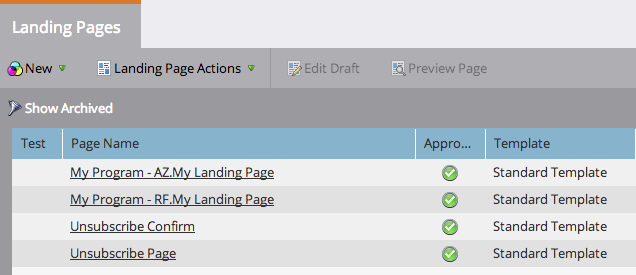 Landing Pages
New Landing Page Actions Edit Draft Preview Page
Show Archived
Test Page Name Appro... Template
My Program - AZ.My Landing Page Standard Template
My Program - RF.My Landing Page Standard Template
Unsubscribe Confirm Standard Template
Unsubscribe Page Standard Template